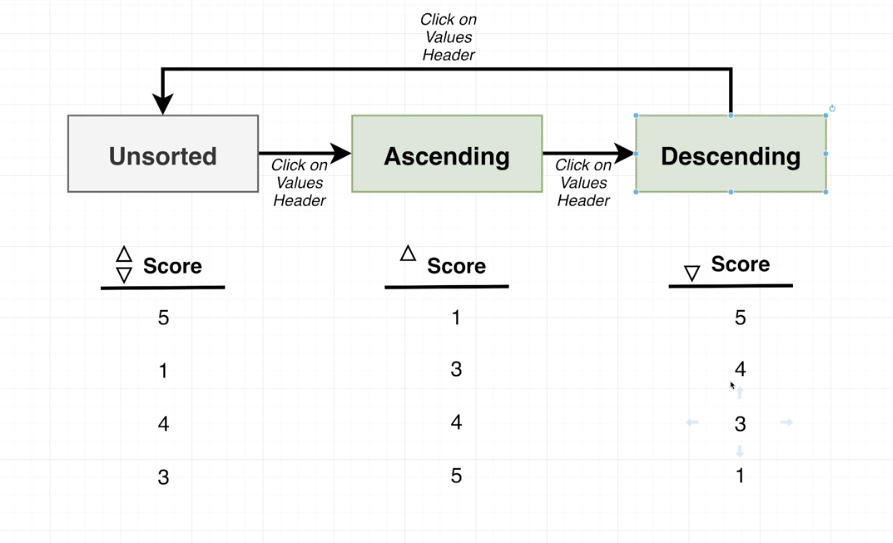 Click on
Values
Header
Unsorted
Click on
Values
Header
Ascending
Click on
Values
Header
Descending
Score
5
1
4
3
Score
1
3
4
5
Score
5
4
3
1